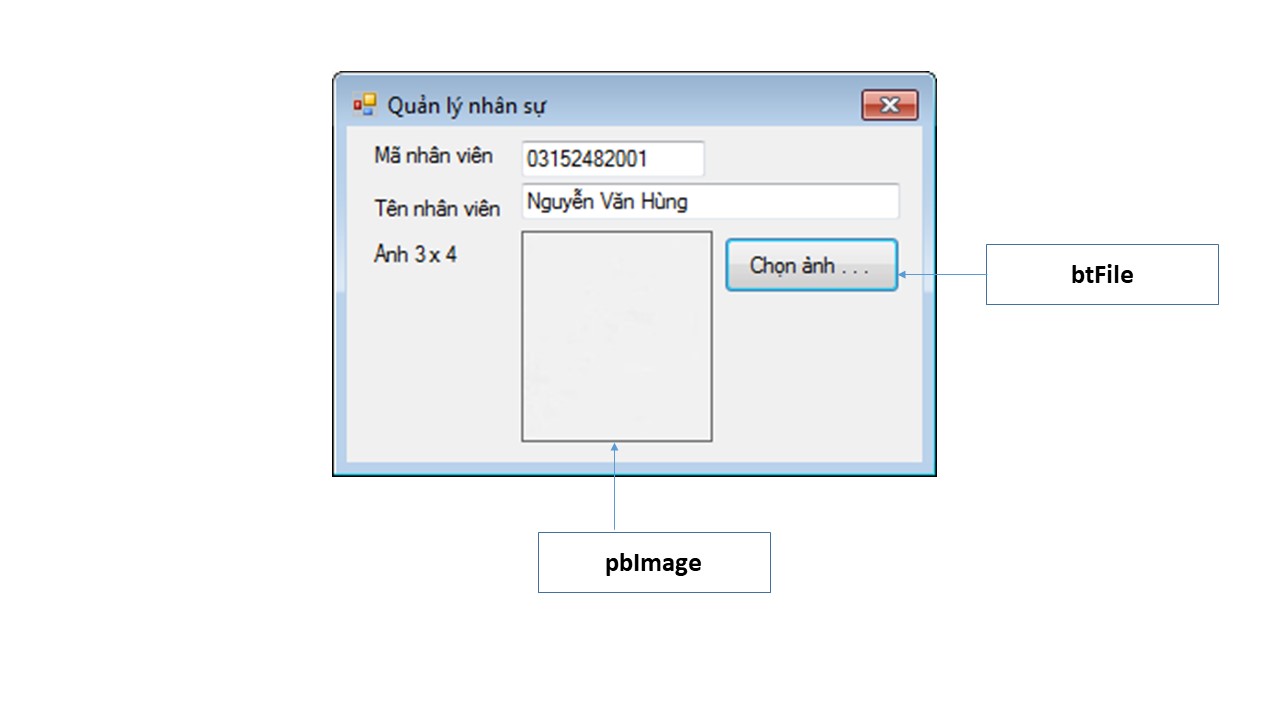 Quản lý nhân sự
Mã nhân viên 03152482001
Tên nhân viên Nguyễn Văn Hùng
Ảnh 3 x 4 Chọn ảnh . . .
btFile
pbImage